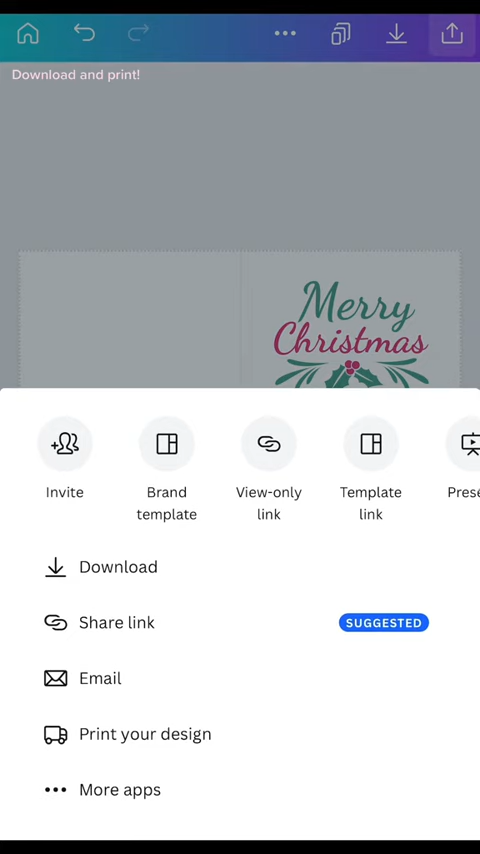 Download and print!
Merry
Christmas
Invite
Brand
template
View-only
link
Template
link
Prese
Download
Share link
SUGGESTED
Email
Print your design
More apps